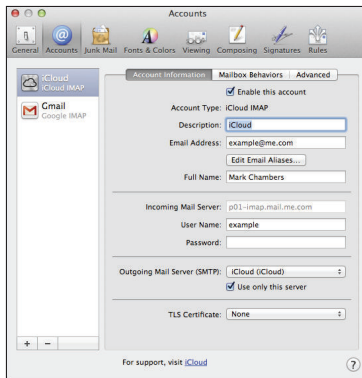 Accounts
General Accounts Junk Mail Fonts & Colors Viewing Composing Signatures Rules
iCloud
iCloud IMAP
Gmail
Google IMAP
Account Information Mailbox Behaviors Advanced
Enable this account
Account Type: iCloud IMAP
Description: iCloud
Email Address: example@me.com
Edit Email Aliases...
Full Name: Mark Chambers
Incoming Mail Server: p01-imap.mail.me.com
User Name: example
Password:
Outgoing Mail Server (SMTP): iCloud (iCloud)
Use only this server
TLS Certificate: None
+ −
For support, visit iCloud ?